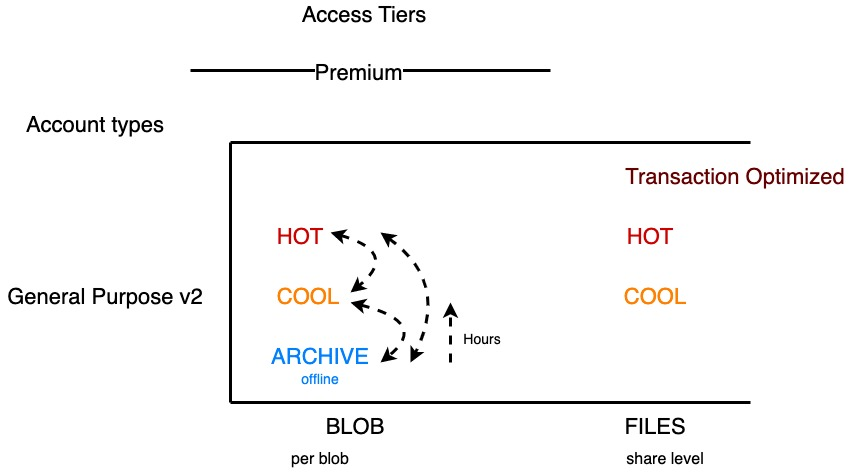 Access Tiers
Premium
Account types
Transaction Optimized
HOT
HOT
General Purpose v2
COOL
COOL
Hours
ARCHIVE
offline
BLOB
FILES
per blob
share level